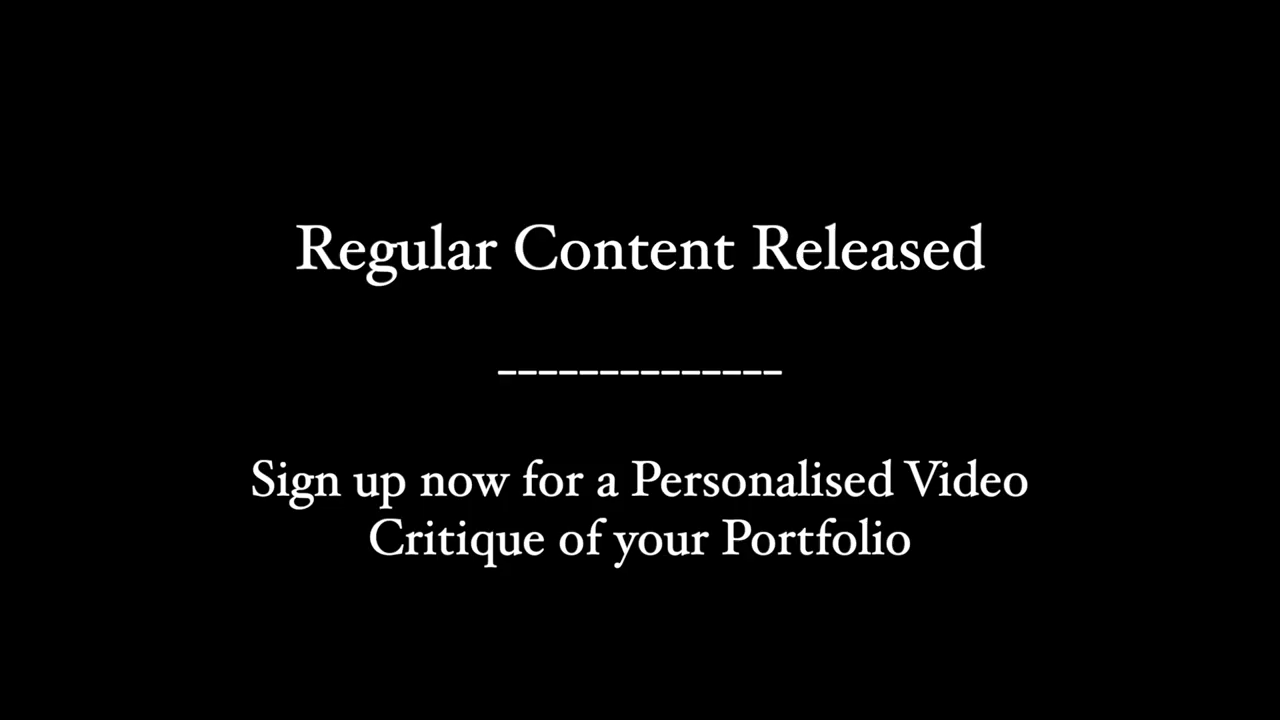 Regular Content Released
--------------
Sign up now for a Personalised Video
Critique of your Portfolio